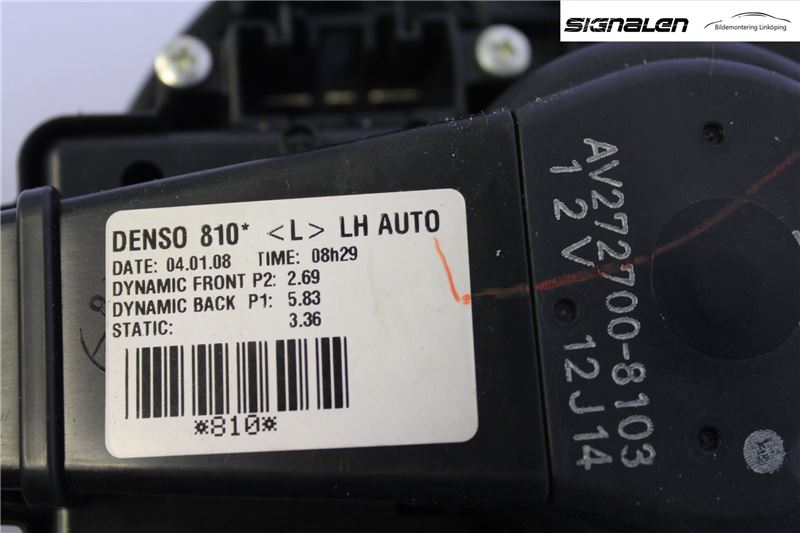 SIGNALEN
Bildemontering Linköping
DENSO 810* <L> LH AUTO
DATE: 04.01.08 TIME: 08h29
DYNAMIC FRONT P2: 2.69
DYNAMIC BACK P1: 5.83
STATIC: 3.36
*810*
AV272700-8103
12V 12J14